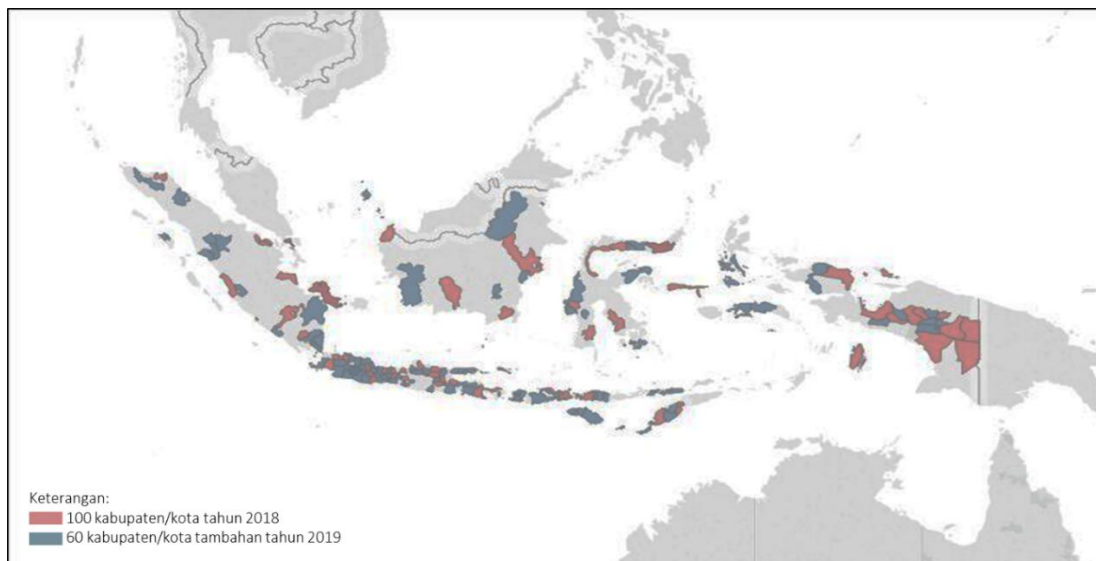 Keterangan:
100 kabupaten/kota tahun 2018
60 kabupaten/kota tambahan tahun 2019